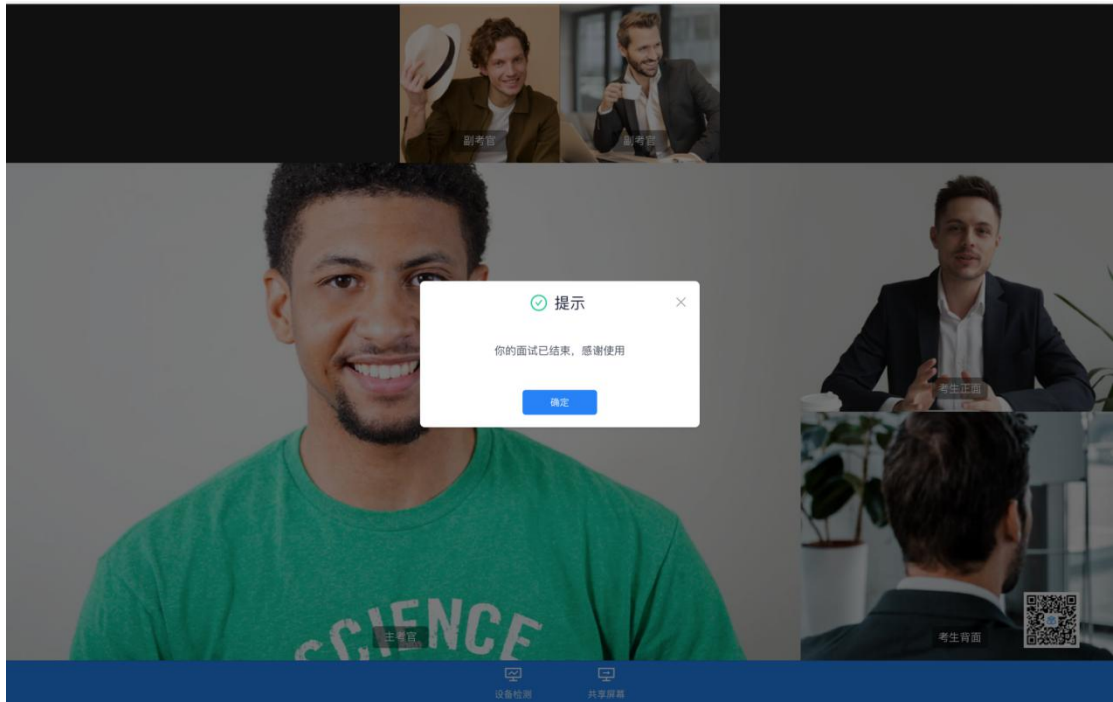 副考官
副考官
提示
你的面试已结束，感谢使用
确定
考生正面
SCIENCE
主考官
考生背面
设备检测
共享屏幕